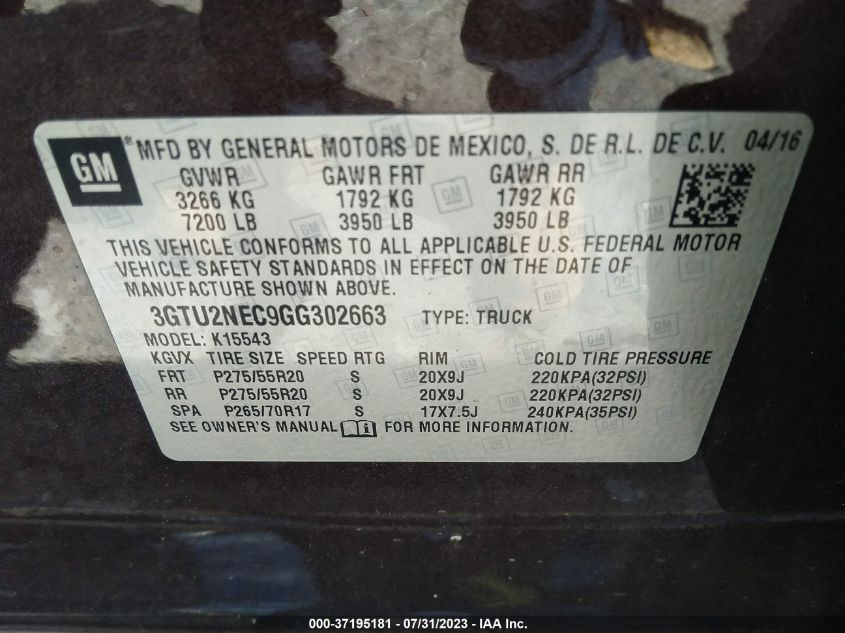 GM ® MFD BY GENERAL MOTORS DE MEXICO, S. DE R.L. DE C.V. 04/16
GVWR GAWR FRT GAWR RR
3266 KG 1792 KG 1792 KG
7200 LB 3950 LB 3950 LB
THIS VEHICLE CONFORMS TO ALL APPLICABLE U.S. FEDERAL MOTOR
VEHICLE SAFETY STANDARDS IN EFFECT ON THE DATE OF
MANUFACTURE SHOWN ABOVE.
3GTU2NEC9GG302663 TYPE: TRUCK
MODEL: K15543
KGVX TIRE SIZE SPEED RTG RIM COLD TIRE PRESSURE
FRT P275/55R20 S 20X9J 220KPA(32PSI)
RR P275/55R20 S 20X9J 220KPA(32PSI)
SPA P265/70R17 S 17X7.5J 240KPA(35PSI)
SEE OWNER'S MANUAL i FOR MORE INFORMATION.
000-37195181 - 07/31/2023 - IAA Inc.